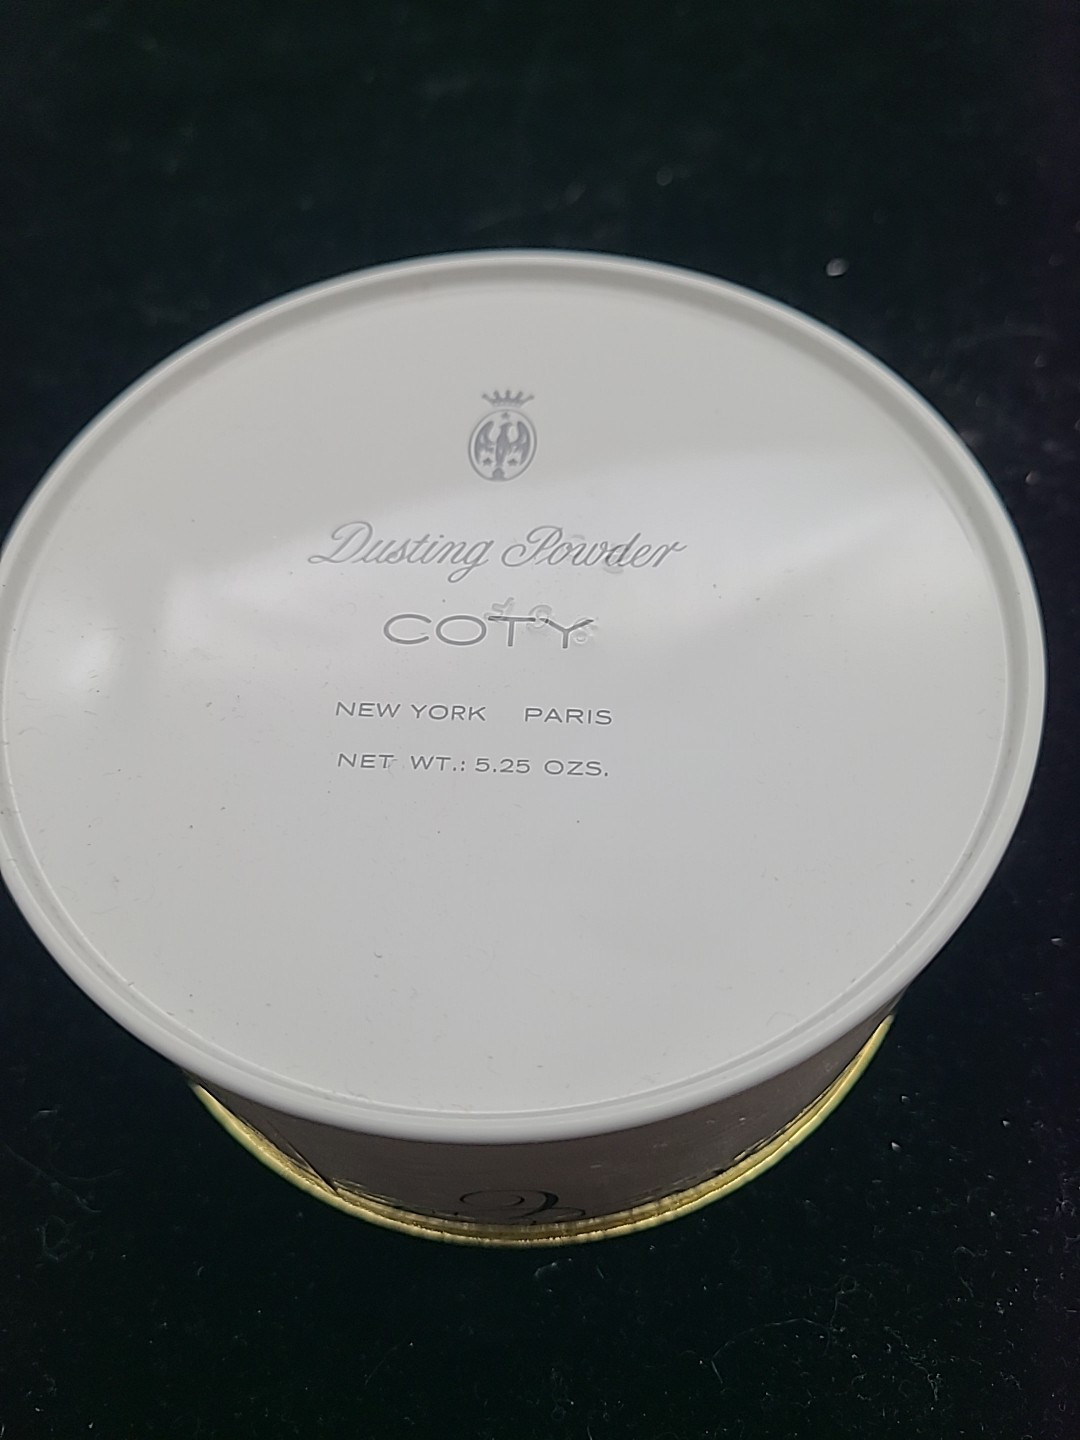 Dusting Powder
COTY
NEW YORK PARIS
NET WT.: 5.25 OZS.